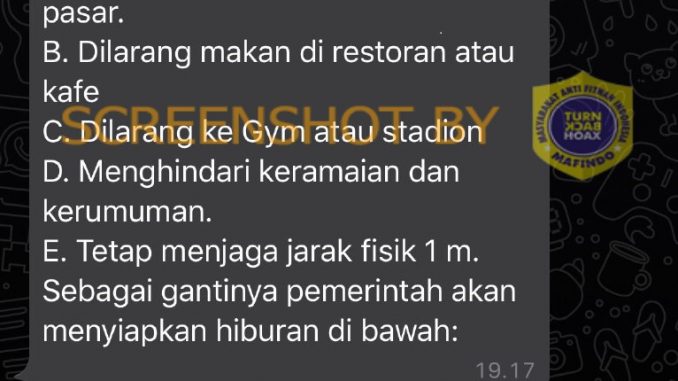 pasar.
B. Dilarang makan di restoran atau
kafe
SCREENSHOT BY
C. Dilarang ke Gym atau stadion
D. Menghindari keramaian dan
kerumuman.
E. Tetap menjaga jarak fisik 1 m.
Sebagai gantinya pemerintah akan
menyiapkan hiburan di bawah:
19.17
MASYARAKAT ANTI FITNAH INDONESIA
TURN
BACK
HOAX
MAFINDO